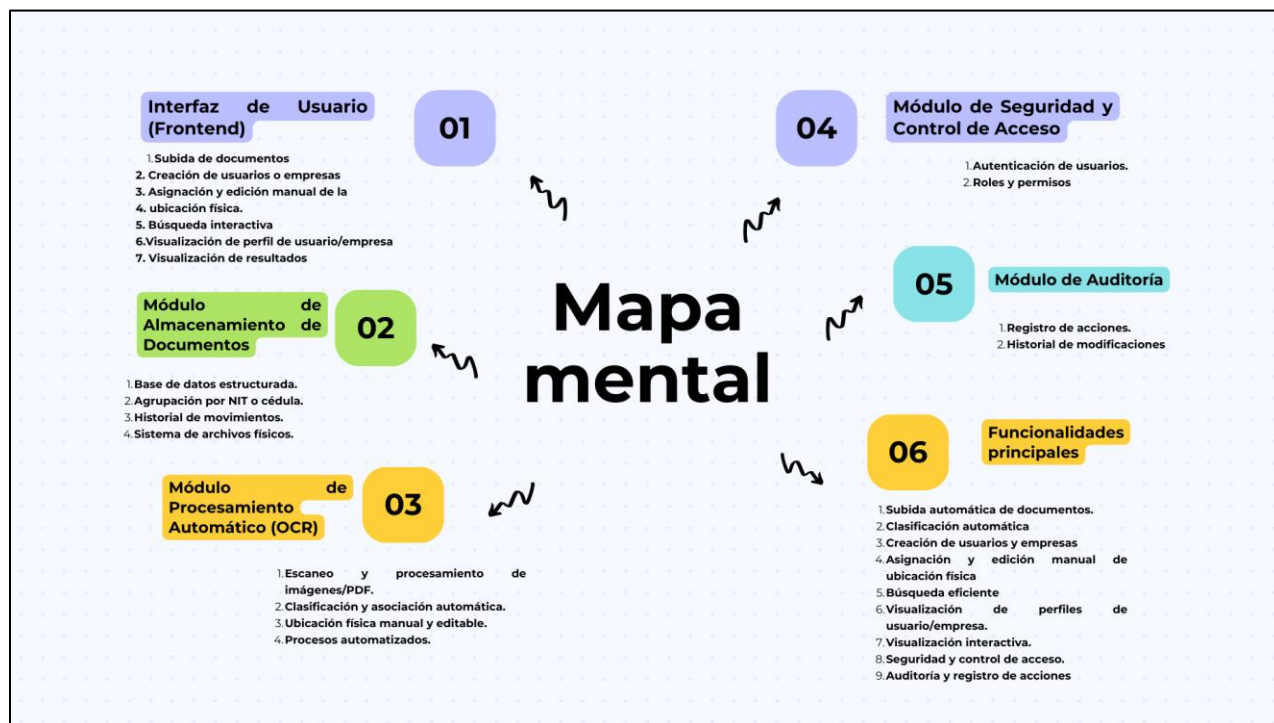 Interfaz de Usuario
(Frontend)
01
1.Subida de documentos
2. Creación de usuarios o empresas
3. Asignación y edición manual de la
4. ubicación física.
5. Búsqueda interactiva
6.Visualización de perfil de usuario/empresa
7. Visualización de resultados
Módulo de
Almacenamiento de
Documentos
02
1.Base de datos estructurada.
2.Agrupación por NIT o cédula.
3.Historial de movimientos.
4.Sistema de archivos físicos.
Módulo de
Procesamiento
Automático (OCR)
03
1.Escaneo y procesamiento de
imágenes/PDF.
2.Clasificación y asociación automática.
3.Ubicación física manual y editable.
4.Procesos automatizados.
Mapa
mental
04
Módulo de Seguridad y
Control de Acceso
1.Autenticación de usuarios.
2.Roles y permisos
05
Módulo de Auditoría
1.Registro de acciones.
2.Historial de modificaciones
06
Funcionalidades
principales
1.Subida automática de documentos.
2.Clasificación automática
3.Creación de usuarios y empresas
4.Asignación y edición manual de
ubicación física
5.Búsqueda eficiente
6.Visualización de perfiles de
usuario/empresa.
7.Visualización interactiva.
8.Seguridad y control de acceso.
9.Auditoría y registro de acciones